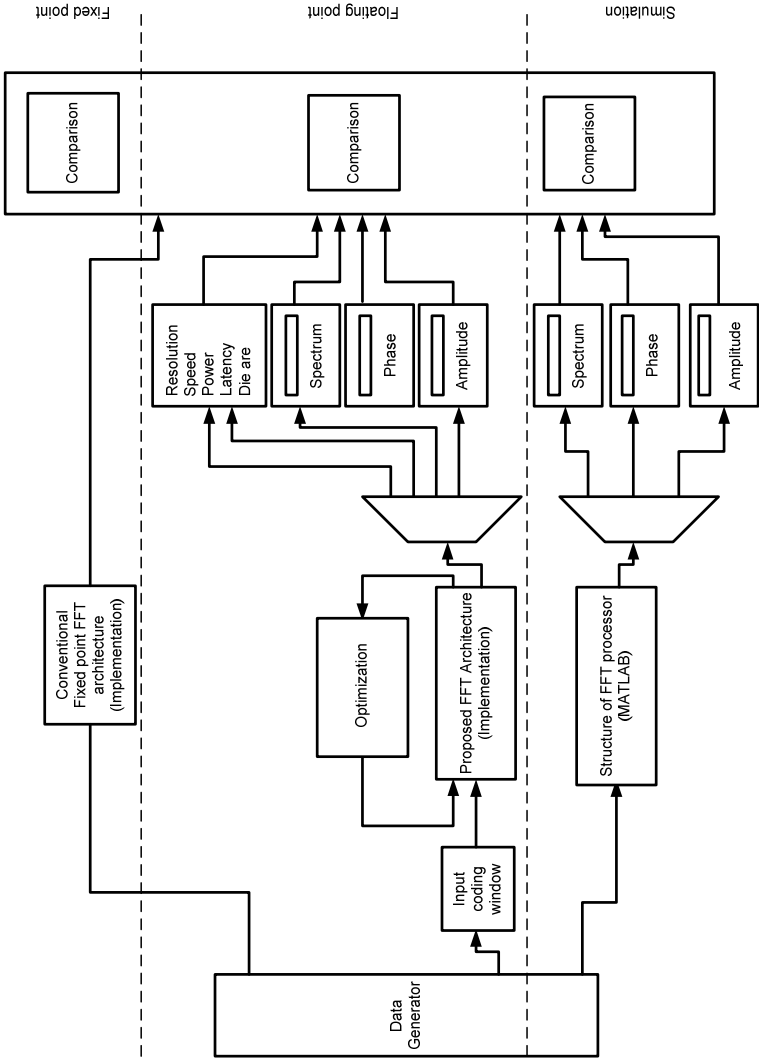 Fixed point
Floating point
Simulation
Comparison
Comparison
Comparison
Resolution
Speed
Power
Latency
Die are
Spectrum
Phase
Amplitude
Spectrum
Phase
Amplitude
Conventional
Fixed point FFT
architecture
(Implementation)
Optimization
Proposed FFT Architecture
(Implementation)
Structure of FFT processor
(MATLAB)
Input
coding
window
Data
Generator